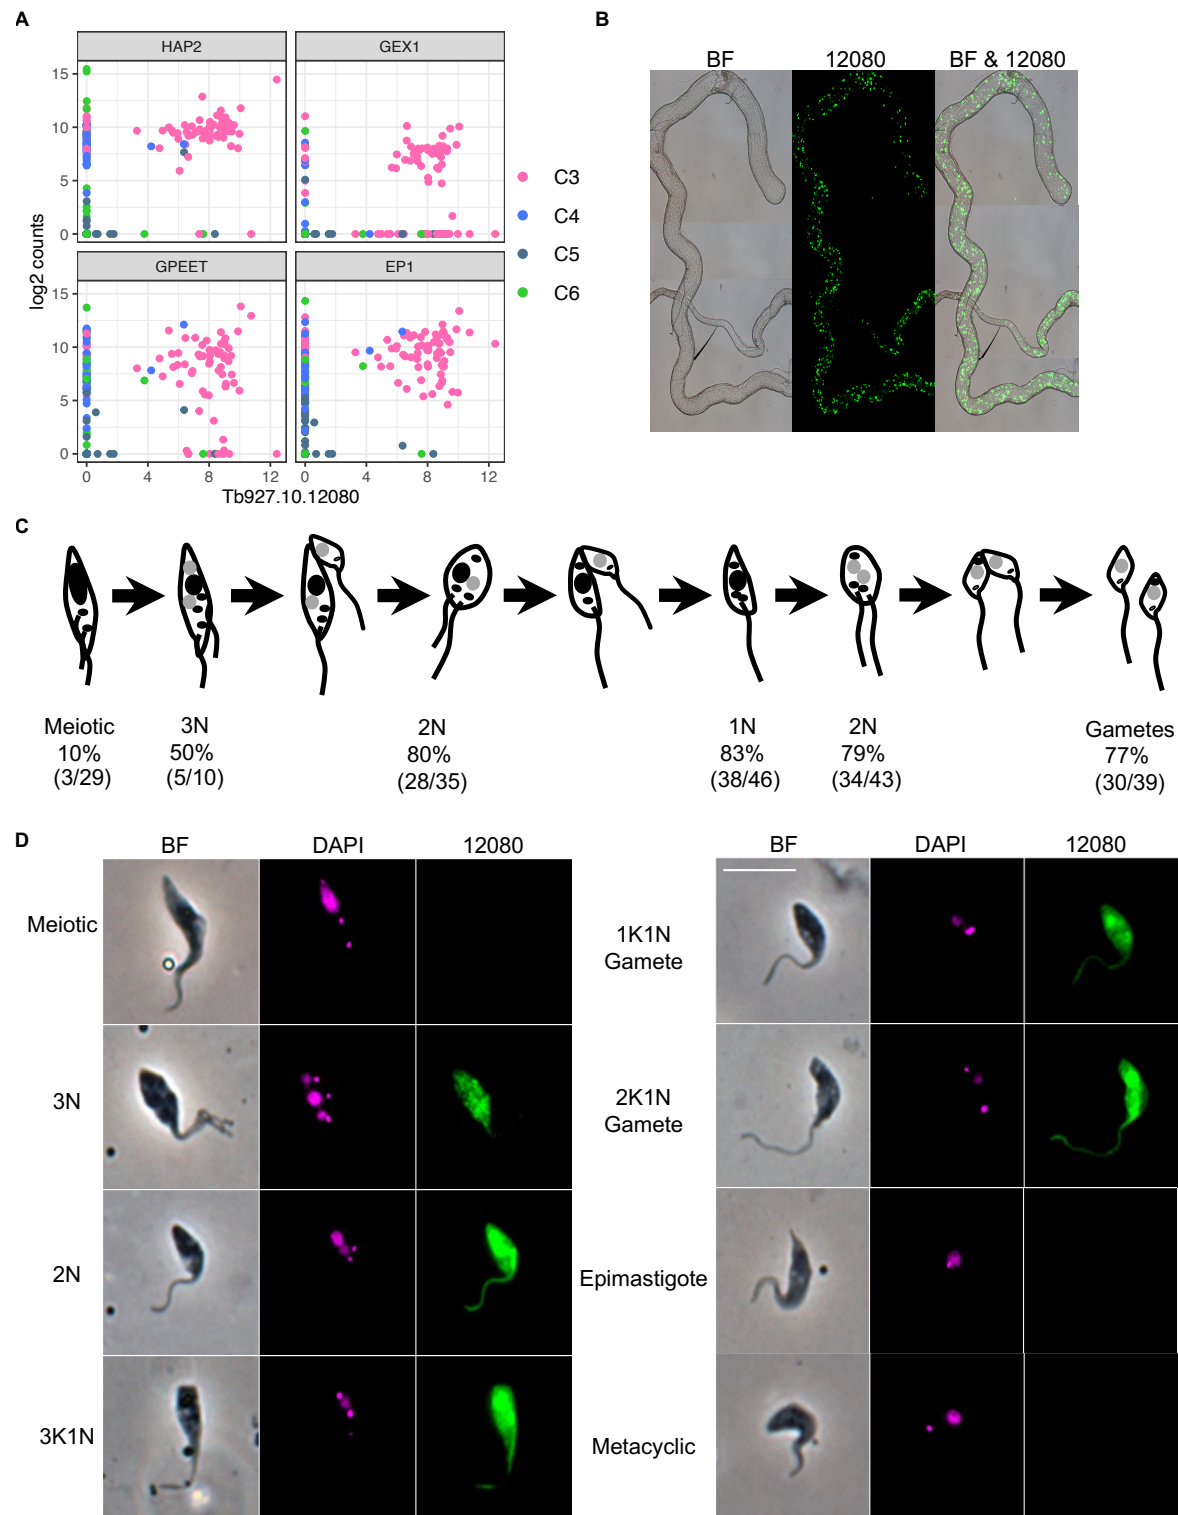 A
HAP2
GEX1
15
10
5
0
GPEET
EP1
15
10
5
0
log2 counts
0 4 8 12
0 4 8 12
Tb927.10.12080
C3
C4
C5
C6
B
BF
12080
BF & 12080
C
Meiotic
10%
(3/29)
3N
50%
(5/10)
2N
80%
(28/35)
1N
83%
(38/46)
2N
79%
(34/43)
Gametes
77%
(30/39)
D
BF
DAPI
12080
Meiotic
3N
2N
3K1N
BF
DAPI
12080
1K1N
Gamete
2K1N
Gamete
Epimastigote
Metacyclic